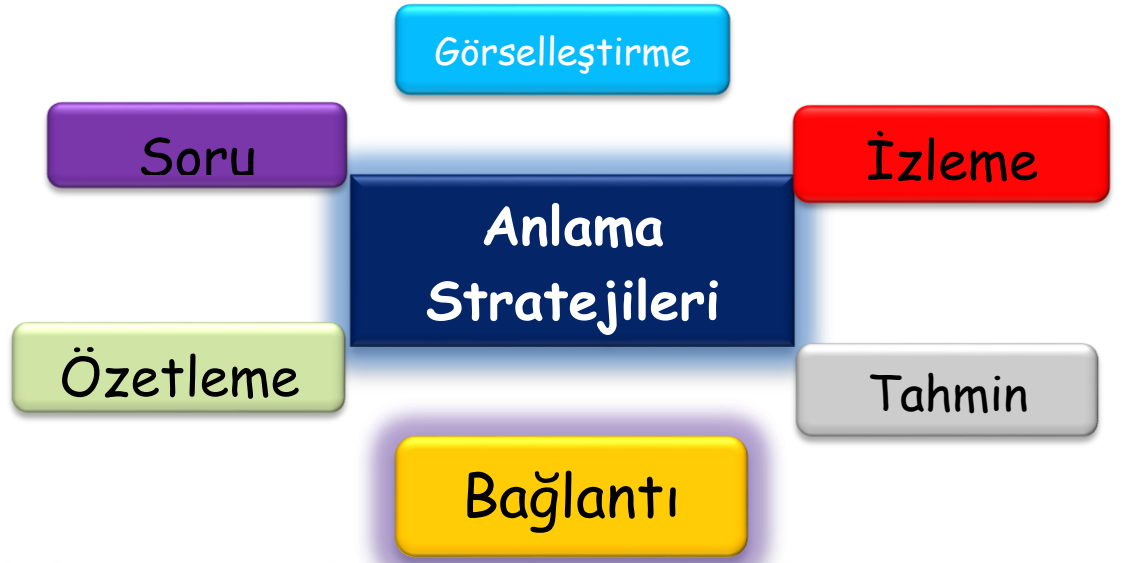 Görselleştirme
Soru
İzleme
Anlama
Stratejileri
Özetleme
Tahmin
Bağlantı